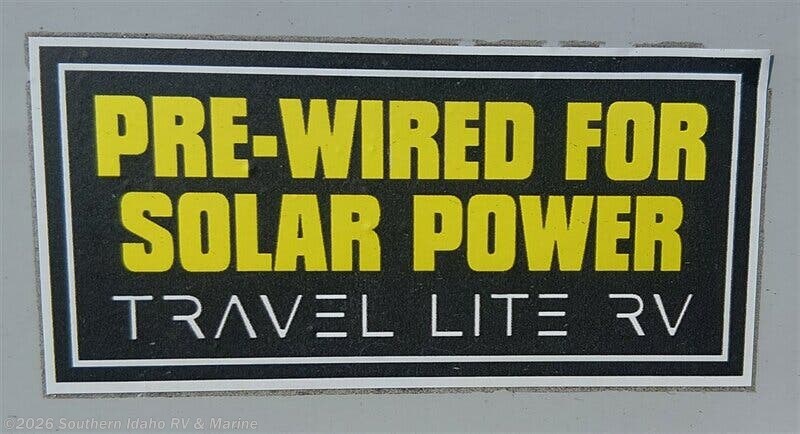 PRE-WIRED FOR
SOLAR POWER
TRAVEL LITE RV
©2026 Southern Idaho RV & Marine